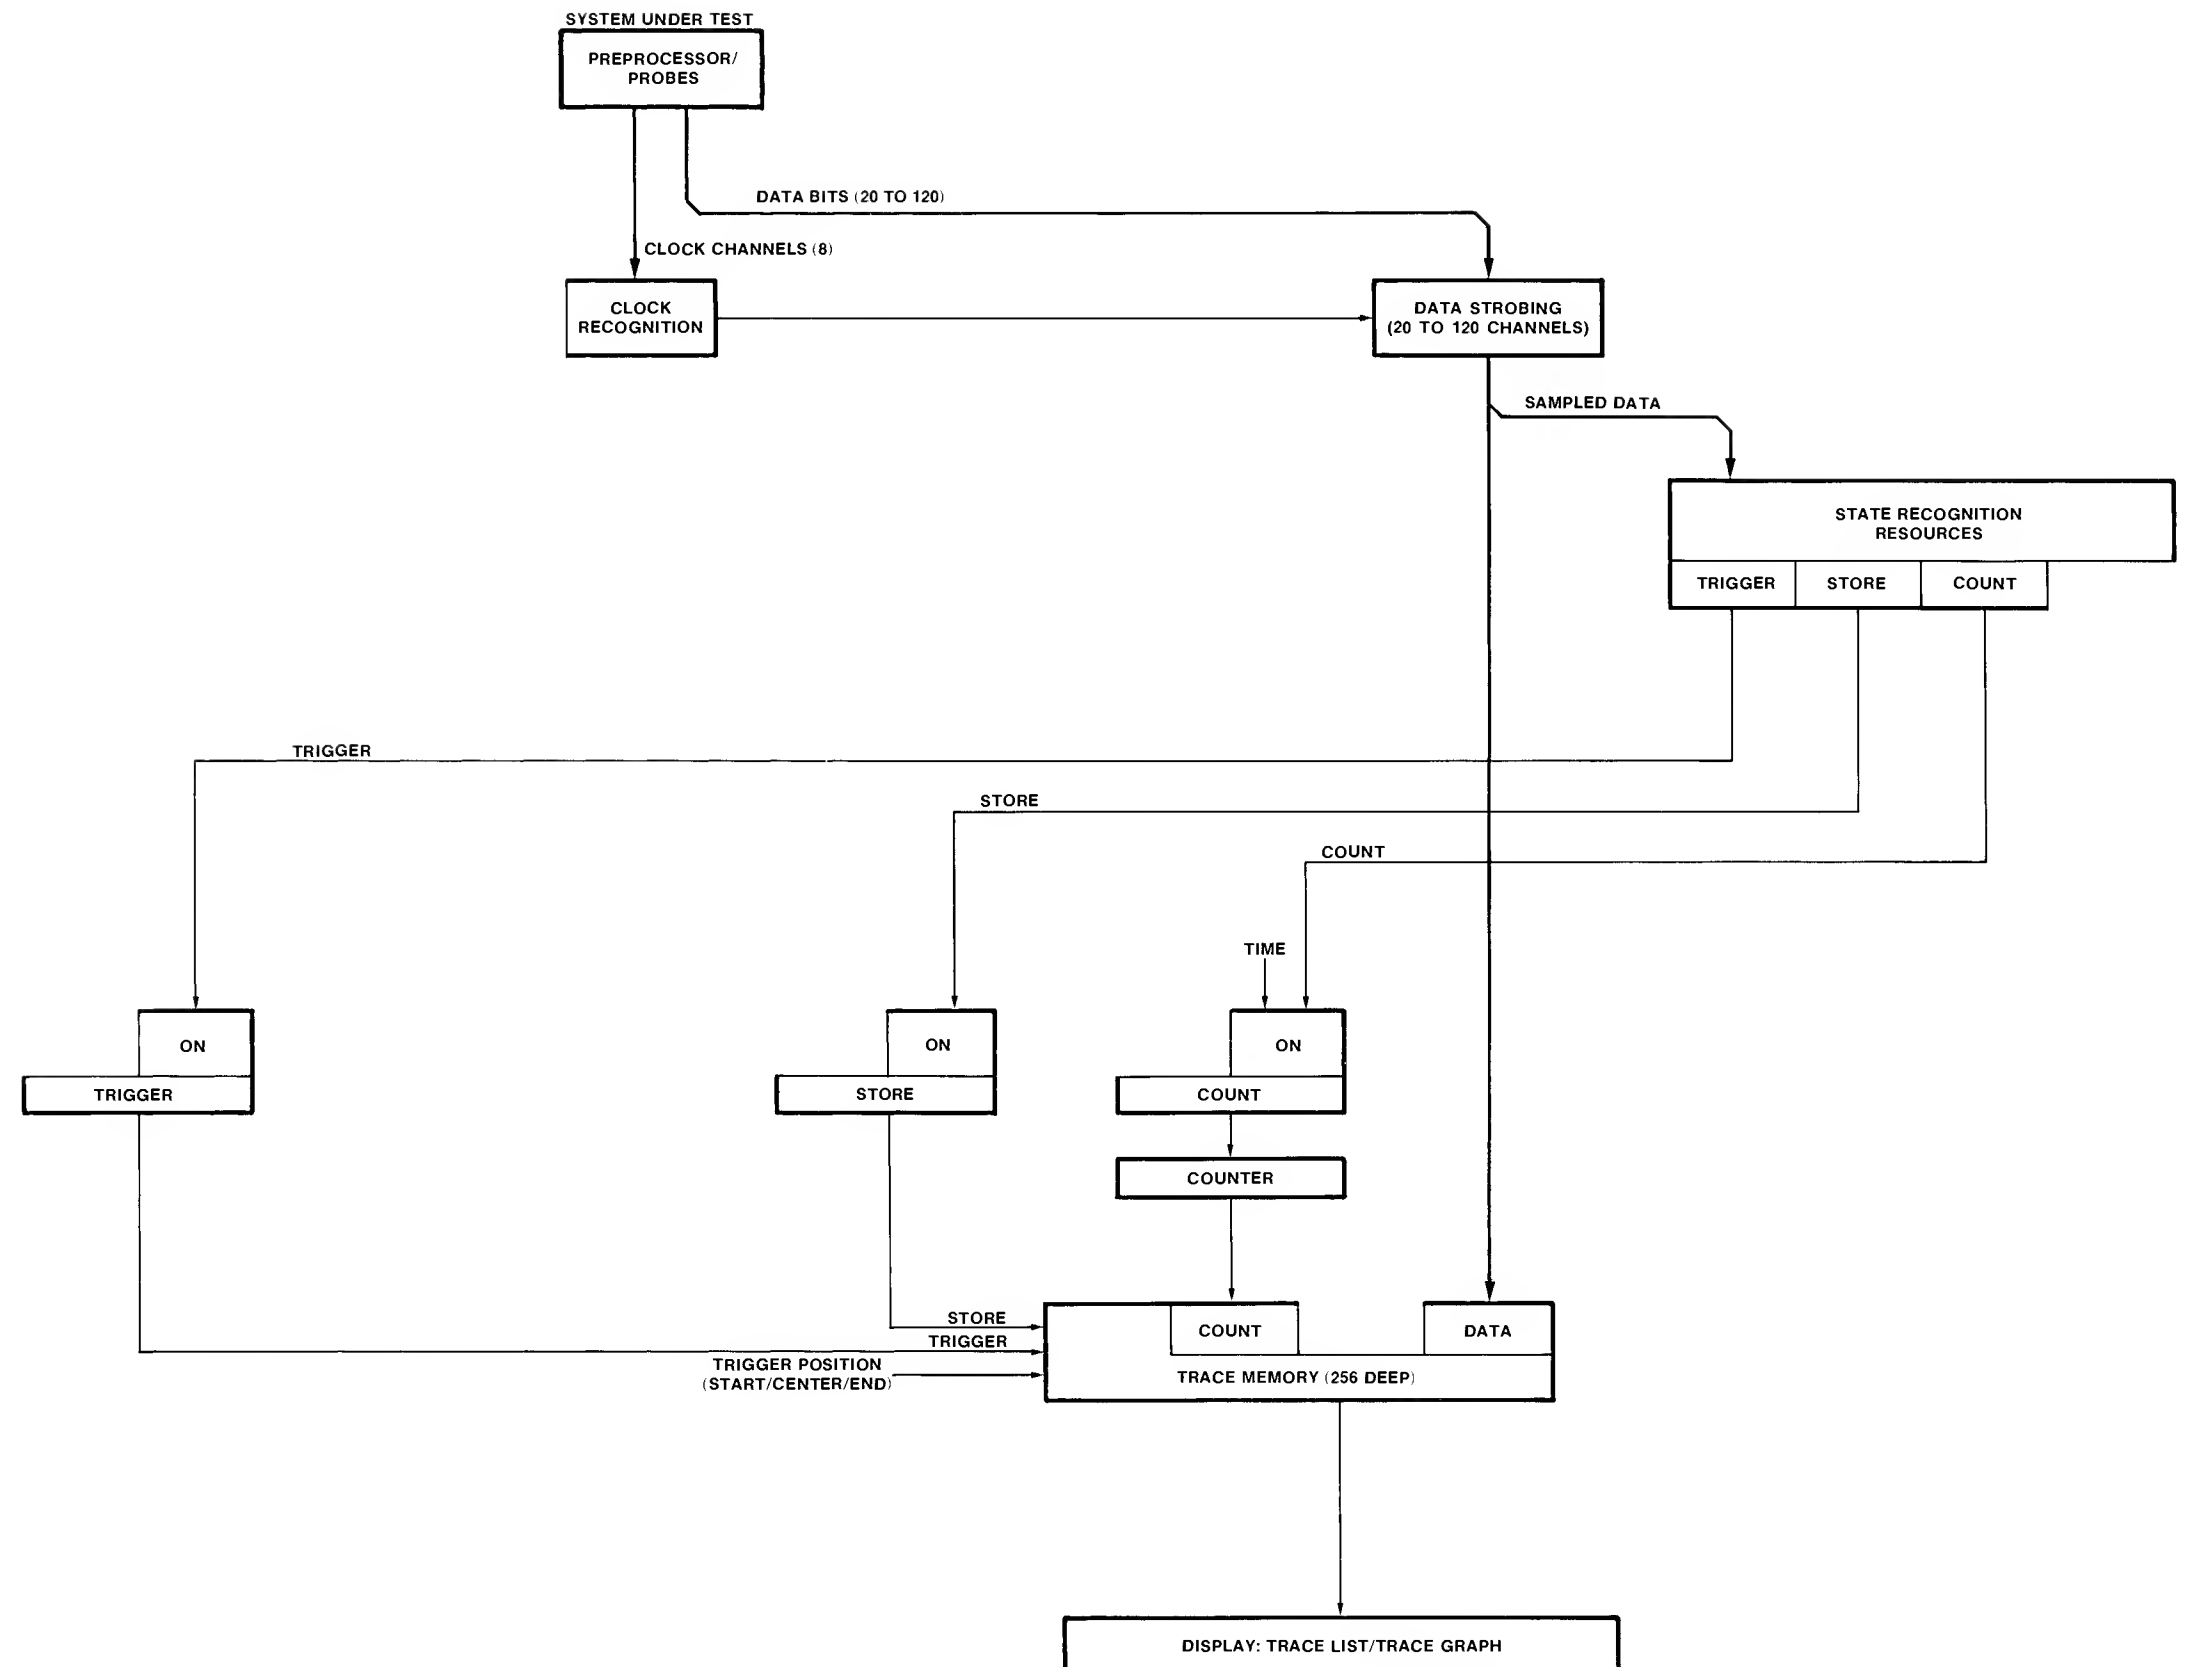 SYSTEM UNDER TEST
PREPROCESSOR/
PROBES
DATA BITS (20 TO 120)
CLOCK CHANNELS (8)
CLOCK
RECOGNITION
DATA STROBING
(20 TO 120 CHANNELS)
SAMPLED DATA
STATE RECOGNITION
RESOURCES
TRIGGER
STORE
COUNT
TRIGGER
STORE
COUNT
TIME
ON
TRIGGER
ON
STORE
ON
COUNT
COUNTER
STORE
TRIGGER
TRIGGER POSITION
(START/CENTER/END)
COUNT
DATA
TRACE MEMORY (256 DEEP)
DISPLAY: TRACE LIST/TRACE GRAPH